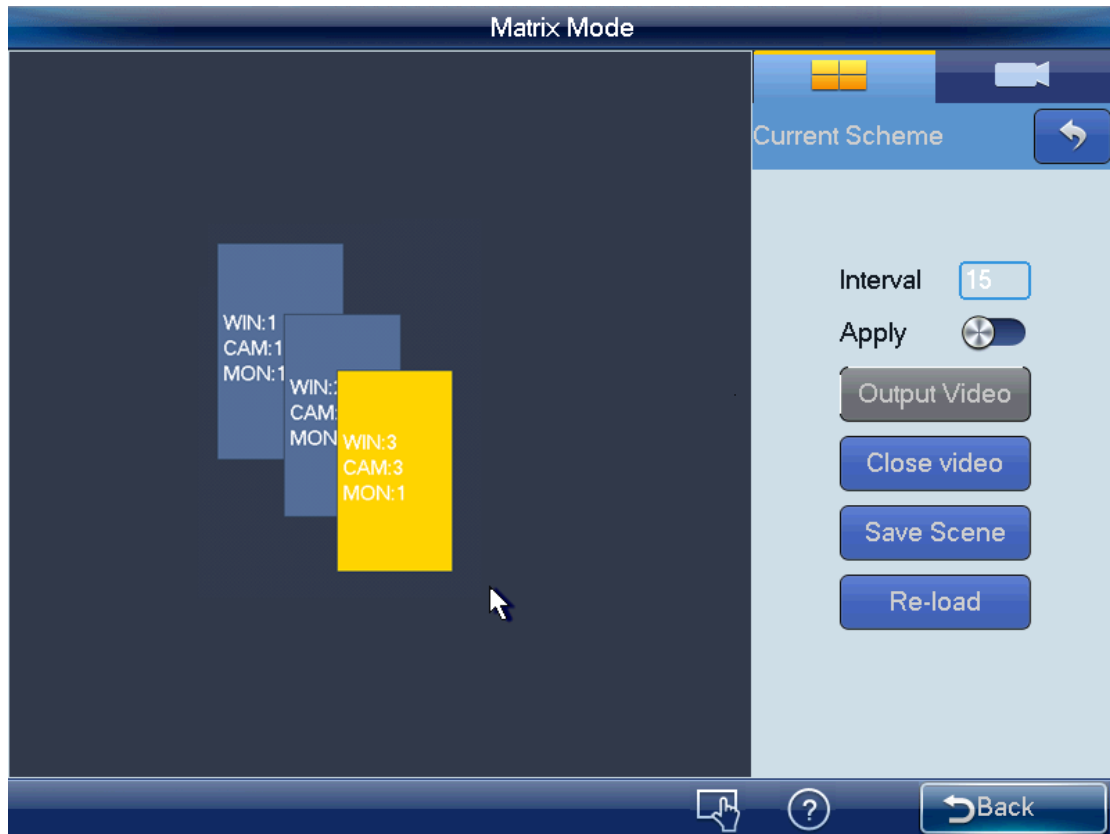 Matrix Mode
Current Scheme
Interval 15
Apply
Output Video
Close video
Save Scene
Re-load
WIN:1
CAM:1
MON:1
WIN:
CAM:
MON
WIN:3
CAM:3
MON:1
?
Back